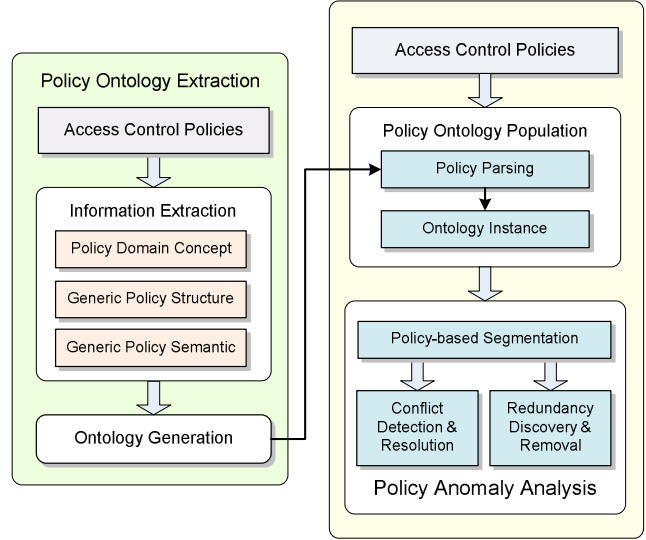 Policy Ontology Extraction
Access Control Policies
Information Extraction
Policy Domain Concept
Generic Policy Structure
Generic Policy Semantic
Ontology Generation
Access Control Policies
Policy Ontology Population
Policy Parsing
Ontology Instance
Policy-based Segmentation
Conflict
Detection &
Resolution
Redundancy
Discovery &
Removal
Policy Anomaly Analysis